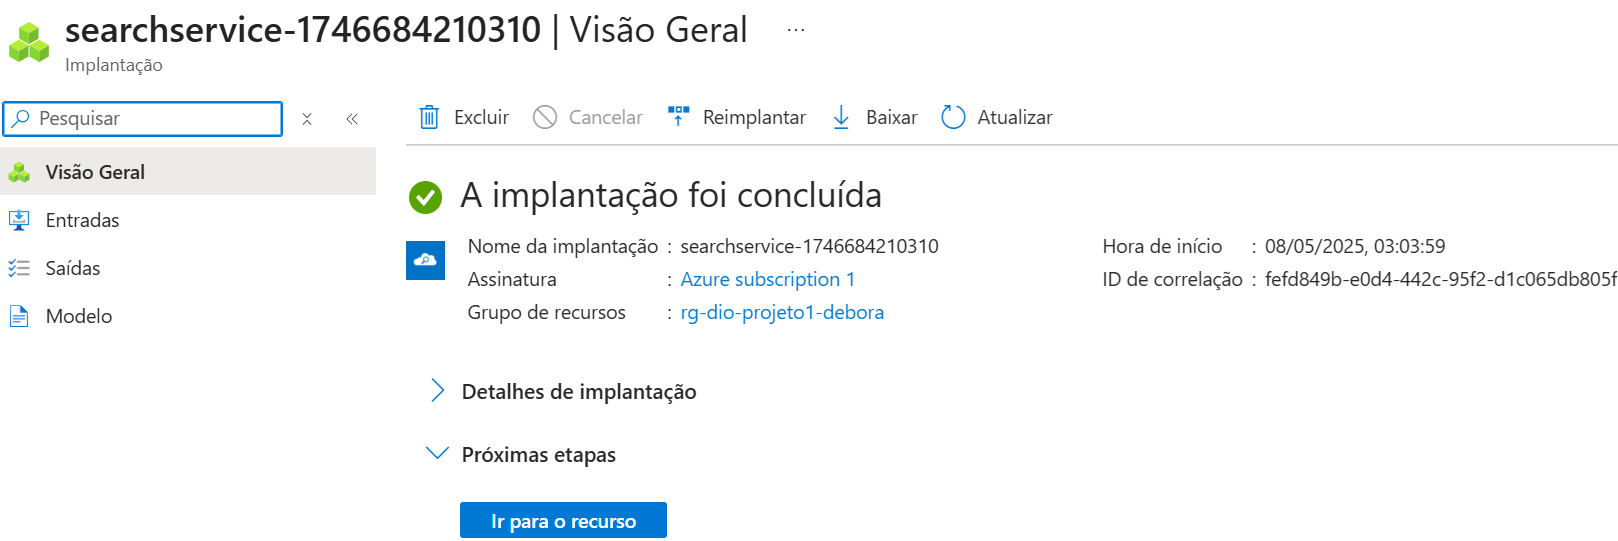 searchservice-1746684210310 | Visão Geral ...
Implantação
Pesquisar
Excluir Cancelar Reimplantar Baixar Atualizar
Visão Geral
Entradas
Saídas
Modelo
A implantação foi concluída
Nome da implantação : searchservice-1746684210310
Assinatura : Azure subscription 1
Grupo de recursos : rg-dio-projeto1-debora
Hora de início : 08/05/2025, 03:03:59
ID de correlação : fefd849b-e0d4-442c-95f2-d1c065db805f
Detalhes de implantação
Próximas etapas
Ir para o recurso